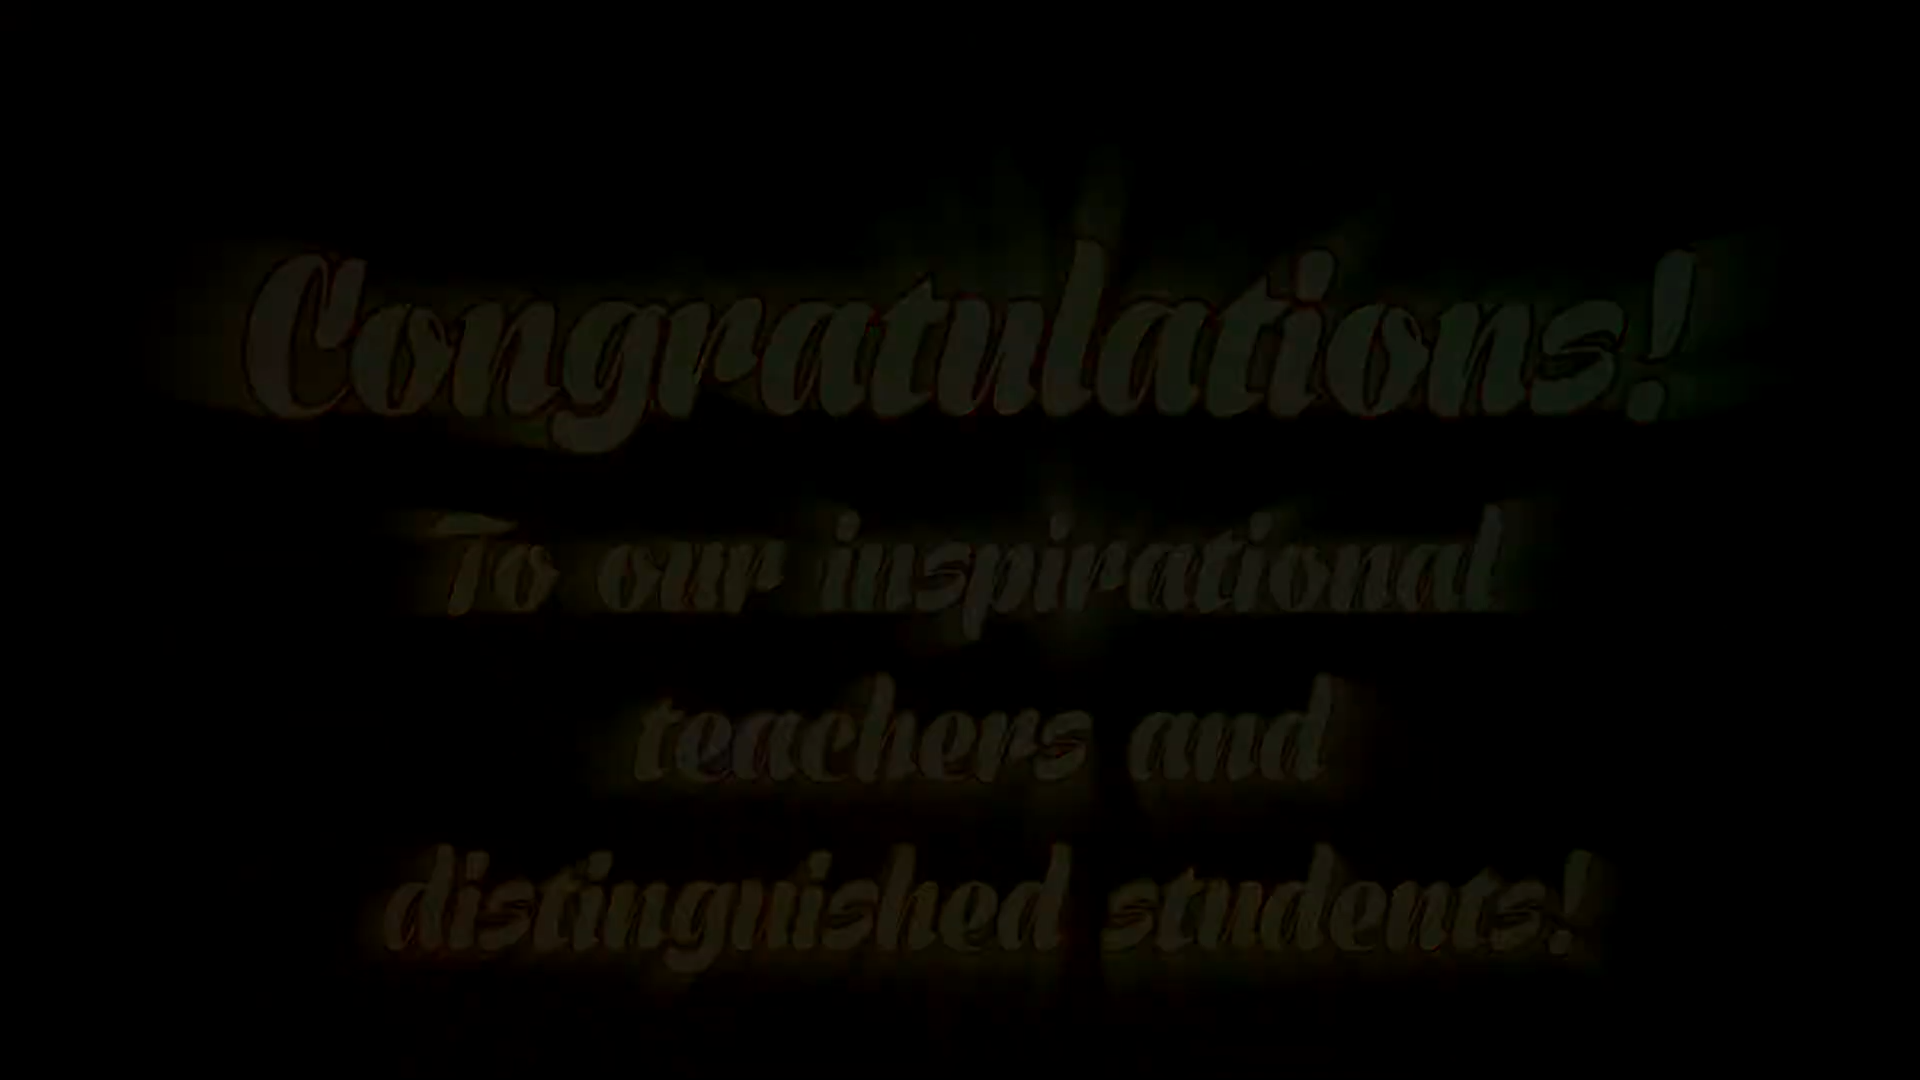 Congratulations!
To our inspirational
teachers and
distinguished students!